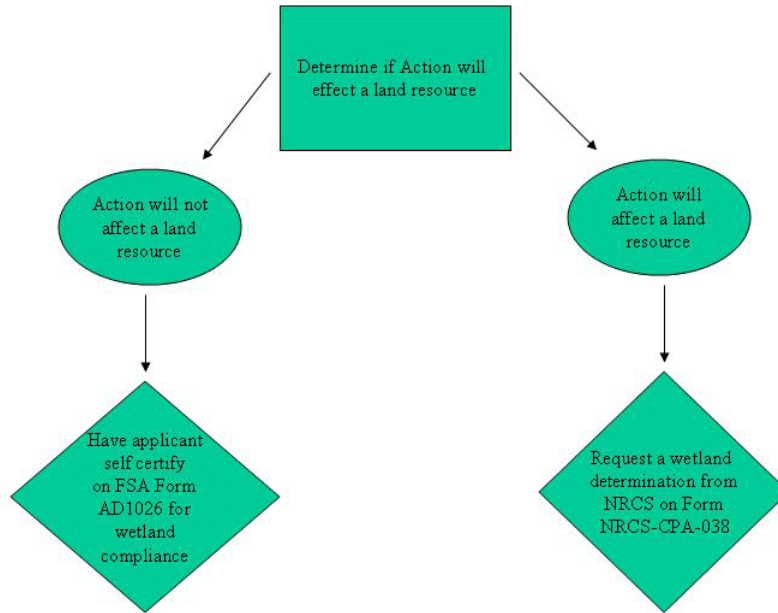 Determine if Action will
effect a land resource
Action will not
affect a land
resource
Action will
affect a land
resource
Have applicant
self certify
on FSA Form
AD1026 for
wetland
compliance
Request a wetland
determination from
NRCS on Form
NRCS-CPA-038